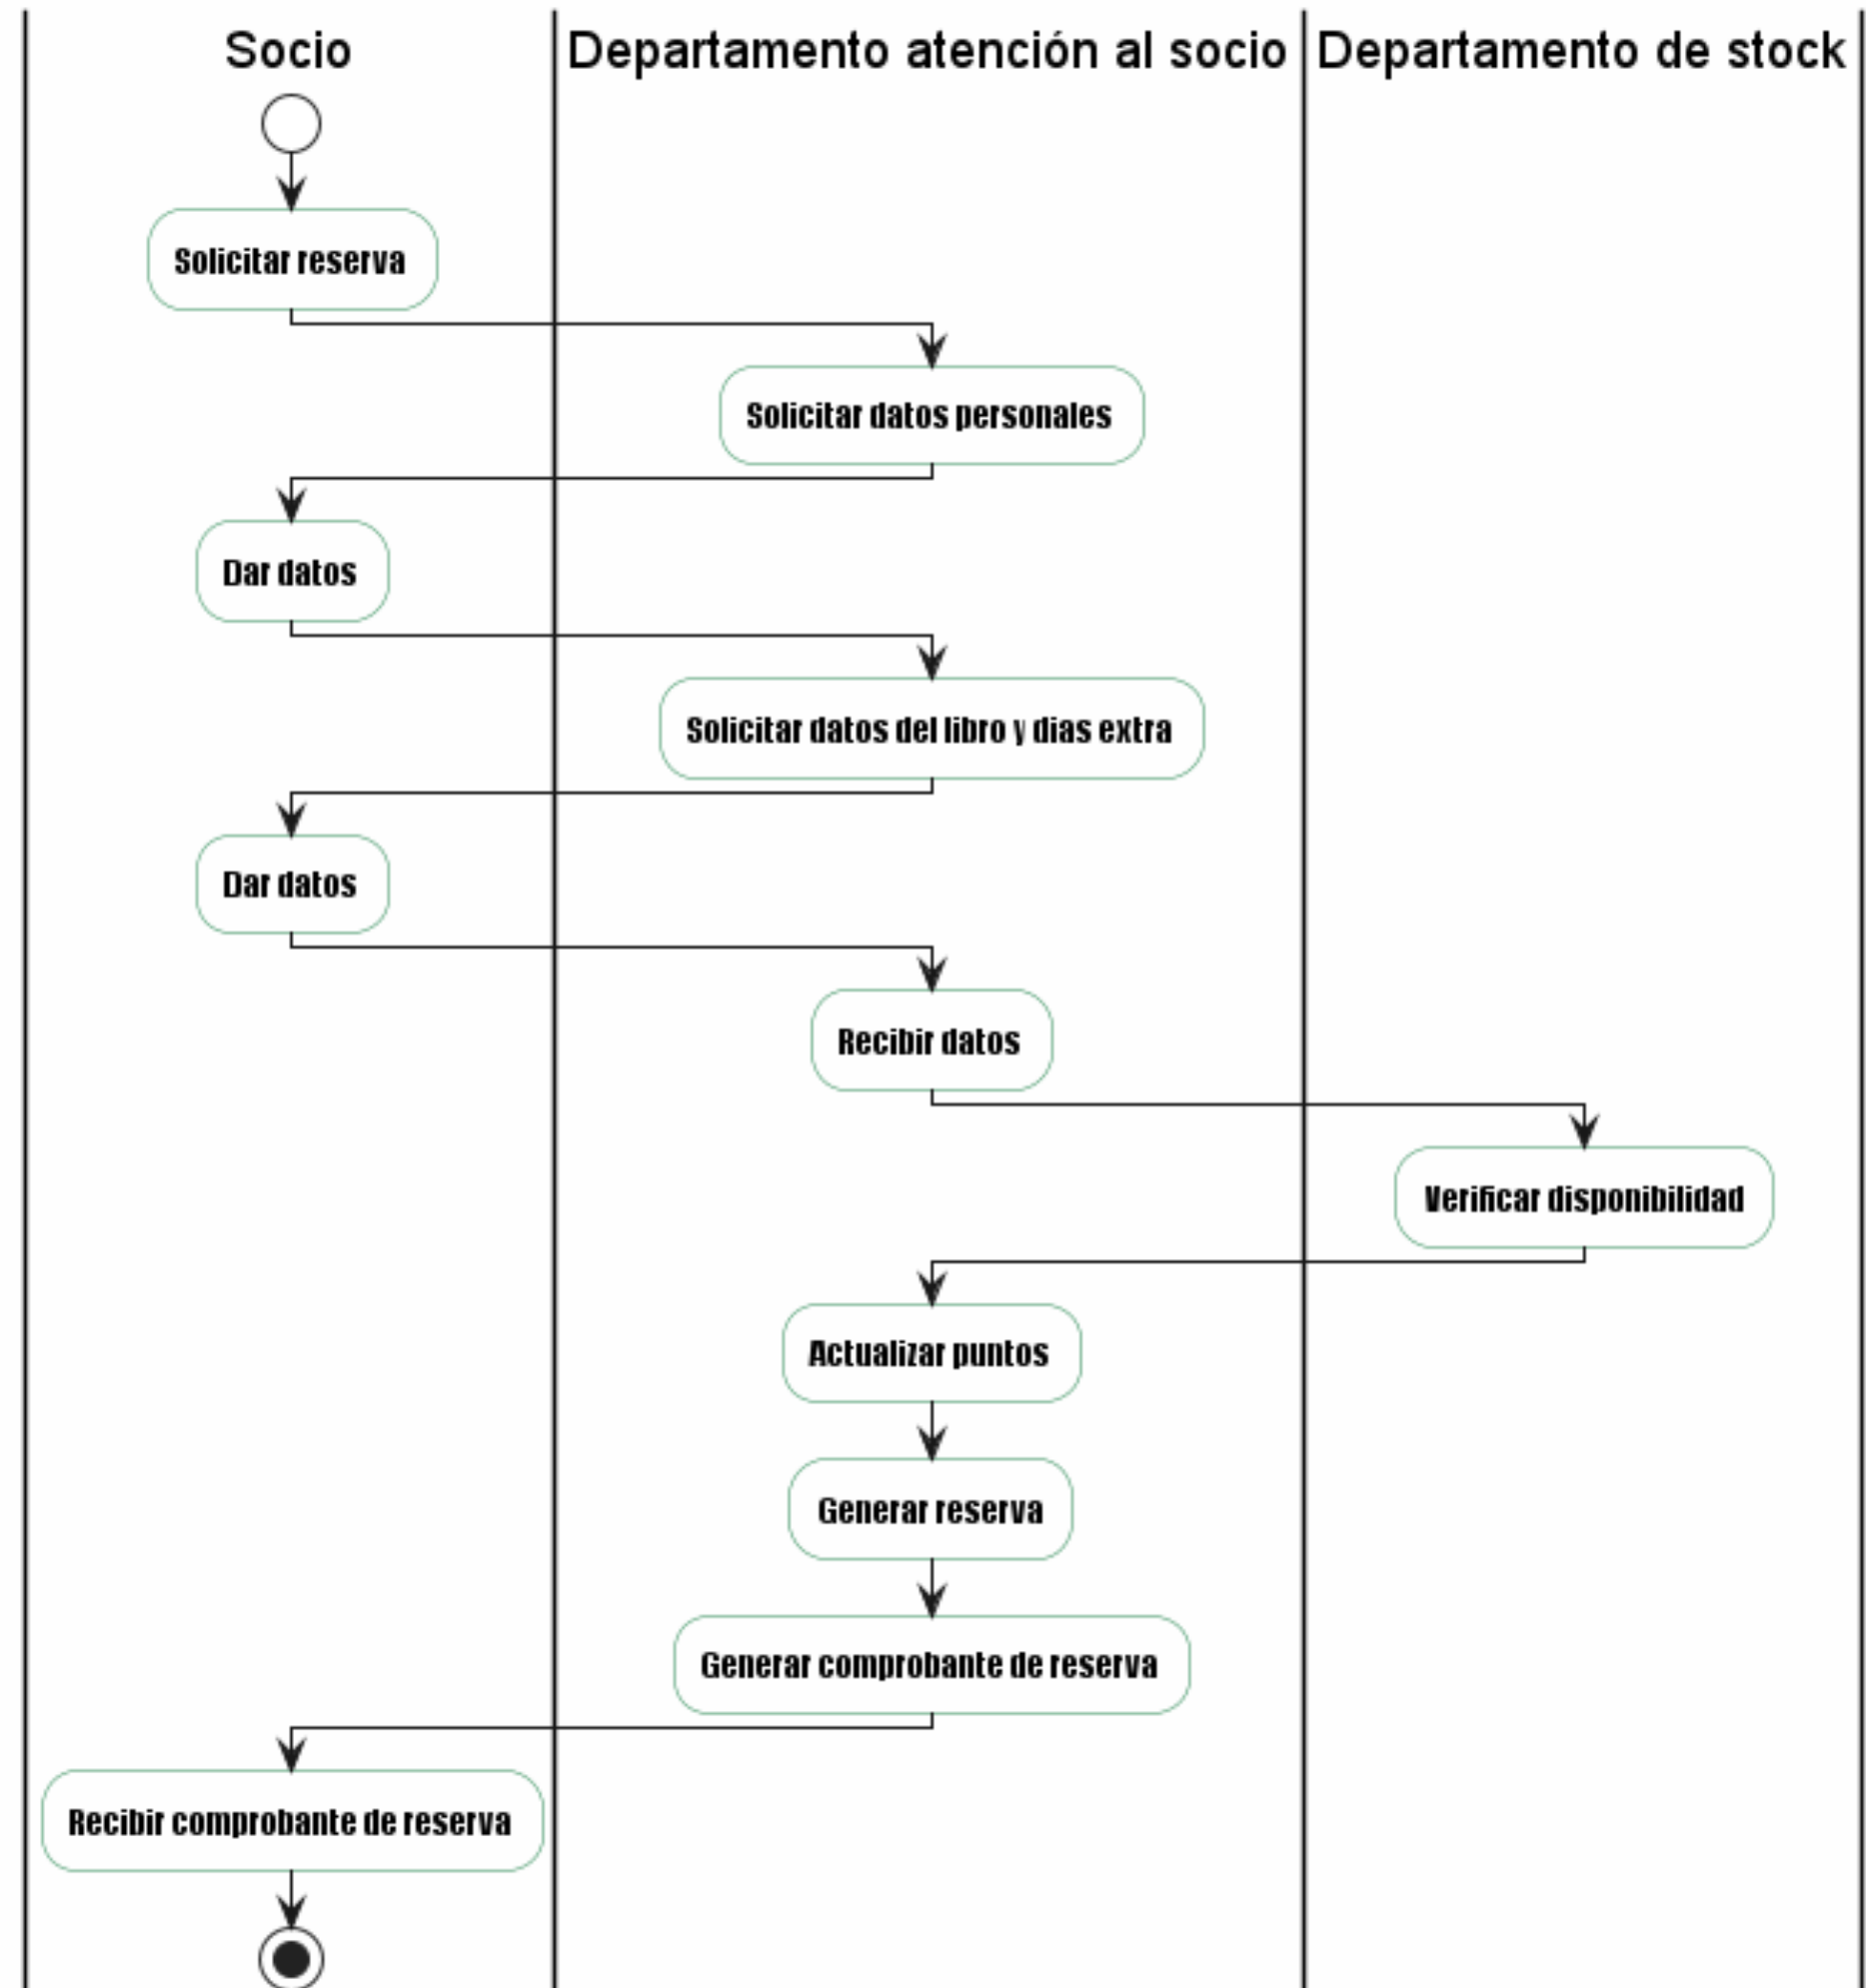 Socio
Departamento atención al socio
Departamento de stock
Solicitar reserva
Solicitar datos personales
Dar datos
Solicitar datos del libro y dias extra
Dar datos
Recibir datos
Verificar disponibilidad
Actualizar puntos
Generar reserva
Generar comprobante de reserva
Recibir comprobante de reserva